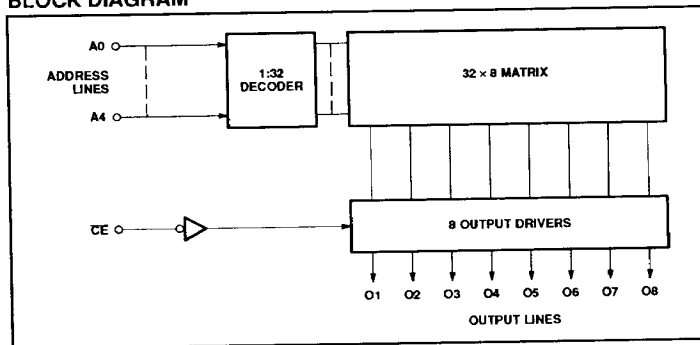 BLOCK DIAGRAM
A0
ADDRESS
LINES
A4
1:32
DECODER
32 × 8 MATRIX
CE
8 OUTPUT DRIVERS
O1 O2 O3 O4 O5 O6 O7 O8
OUTPUT LINES